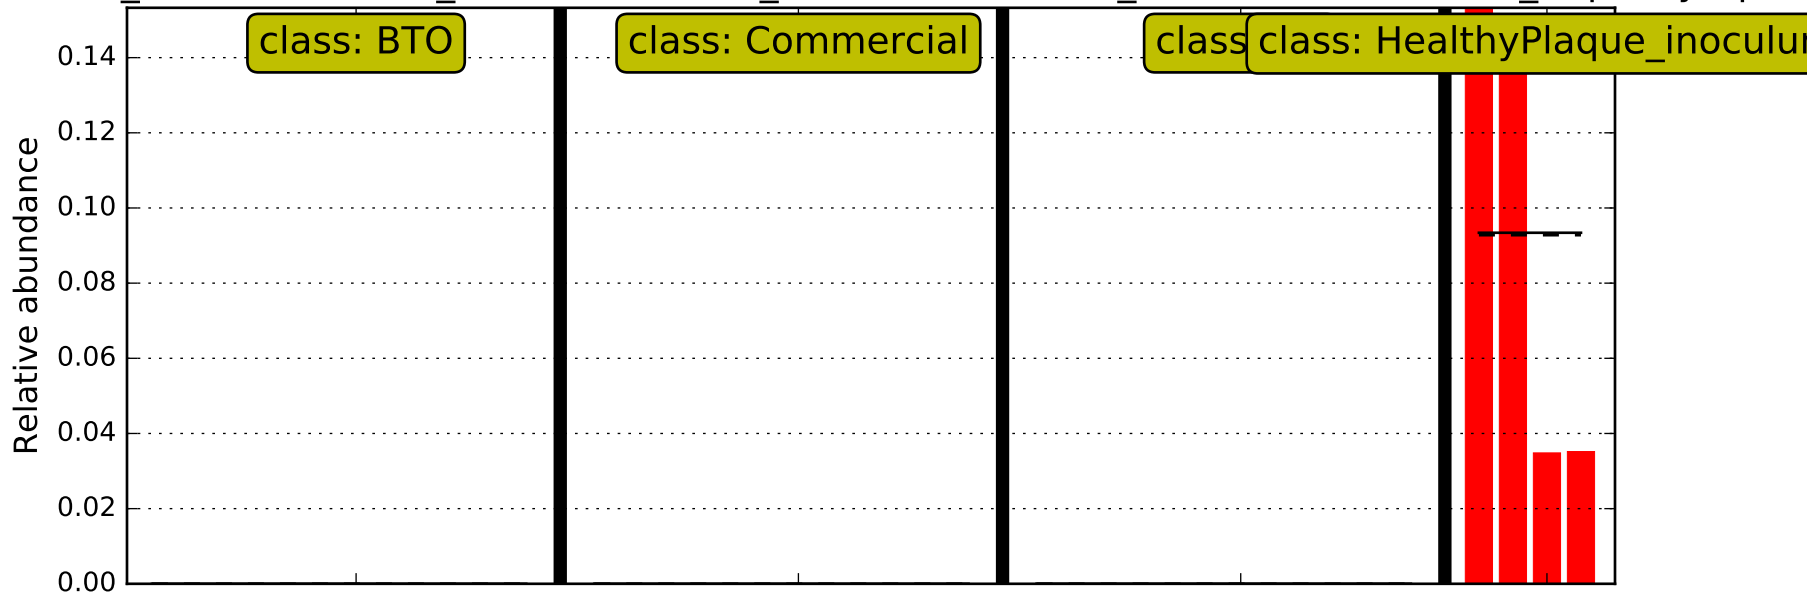 class: BTO
class: Commercial
class
class: HealthyPlaque_inoculu
Relative abundance
0.14
0.12
0.10
0.08
0.06
0.04
0.02
0.00